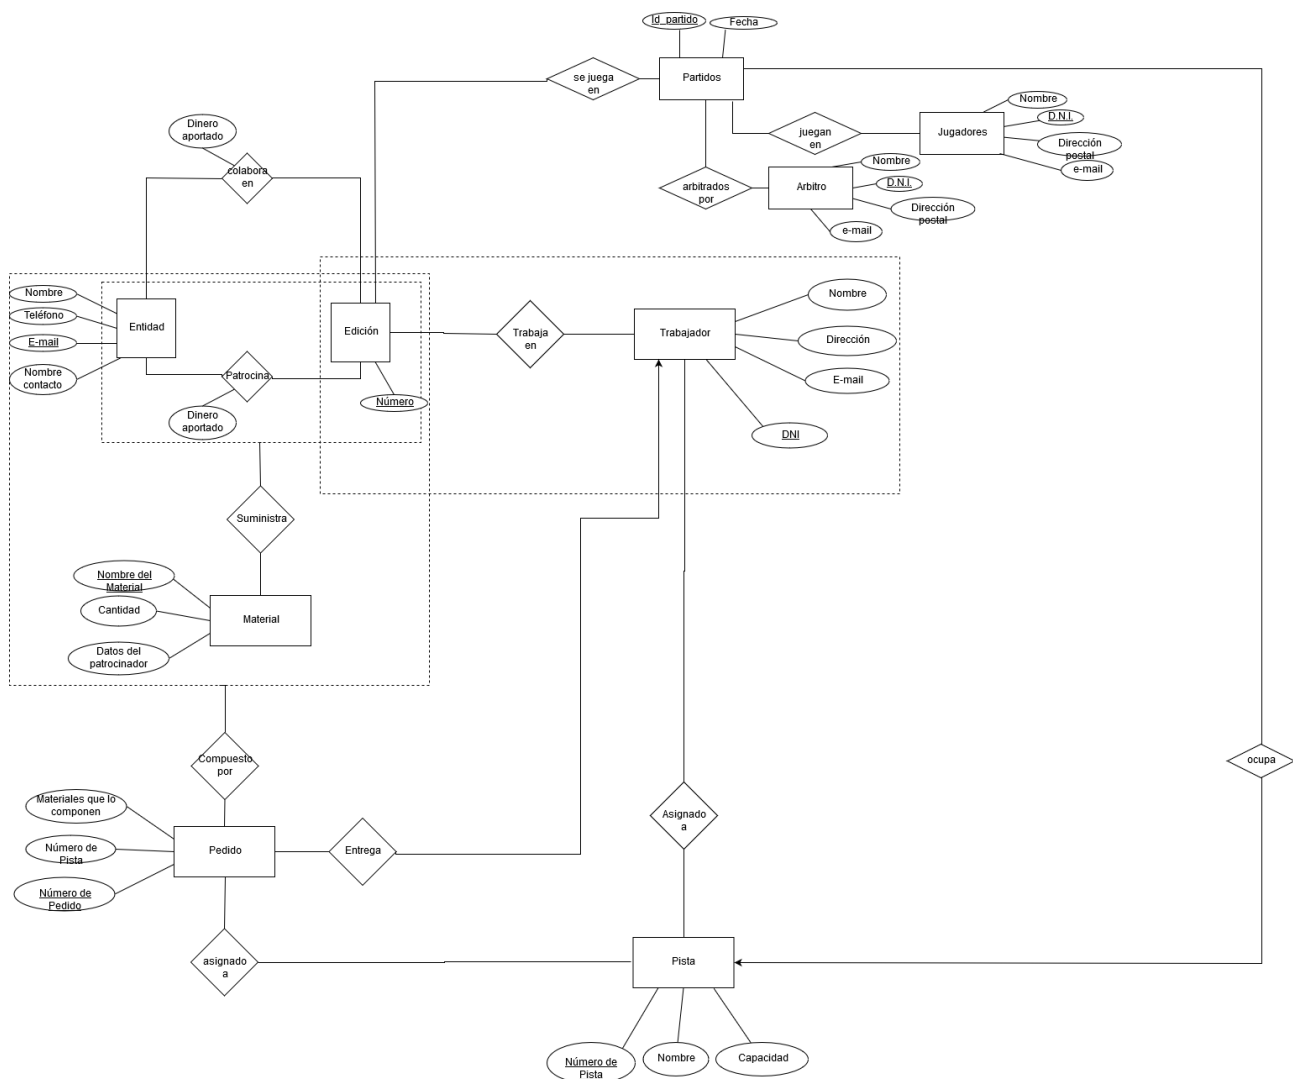 Id_partido
Fecha
se juega
en
Partidos
Nombre
D.N.I.
Jugadores
juegan
en
Dirección
postal
e-mail
Dinero
aportado
colabora
en
Nombre
D.N.I.
arbitrados
por
Arbitro
Dirección
postal
e-mail
Nombre
Teléfono
E-mail
Nombre
contacto
Entidad
Edición
Patrocina
Dinero
aportado
Número
Trabaja
en
Trabajador
Nombre
Dirección
E-mail
DNI
Suministra
Nombre del
Material
Cantidad
Datos del
patrocinador
Material
Compuesto
por
ocupa
Materiales que lo
componen
Número de
Pista
Número de
Pedido
Pedido
Entrega
Asignado
a
asignado
a
Pista
Número de
Pista
Nombre
Capacidad